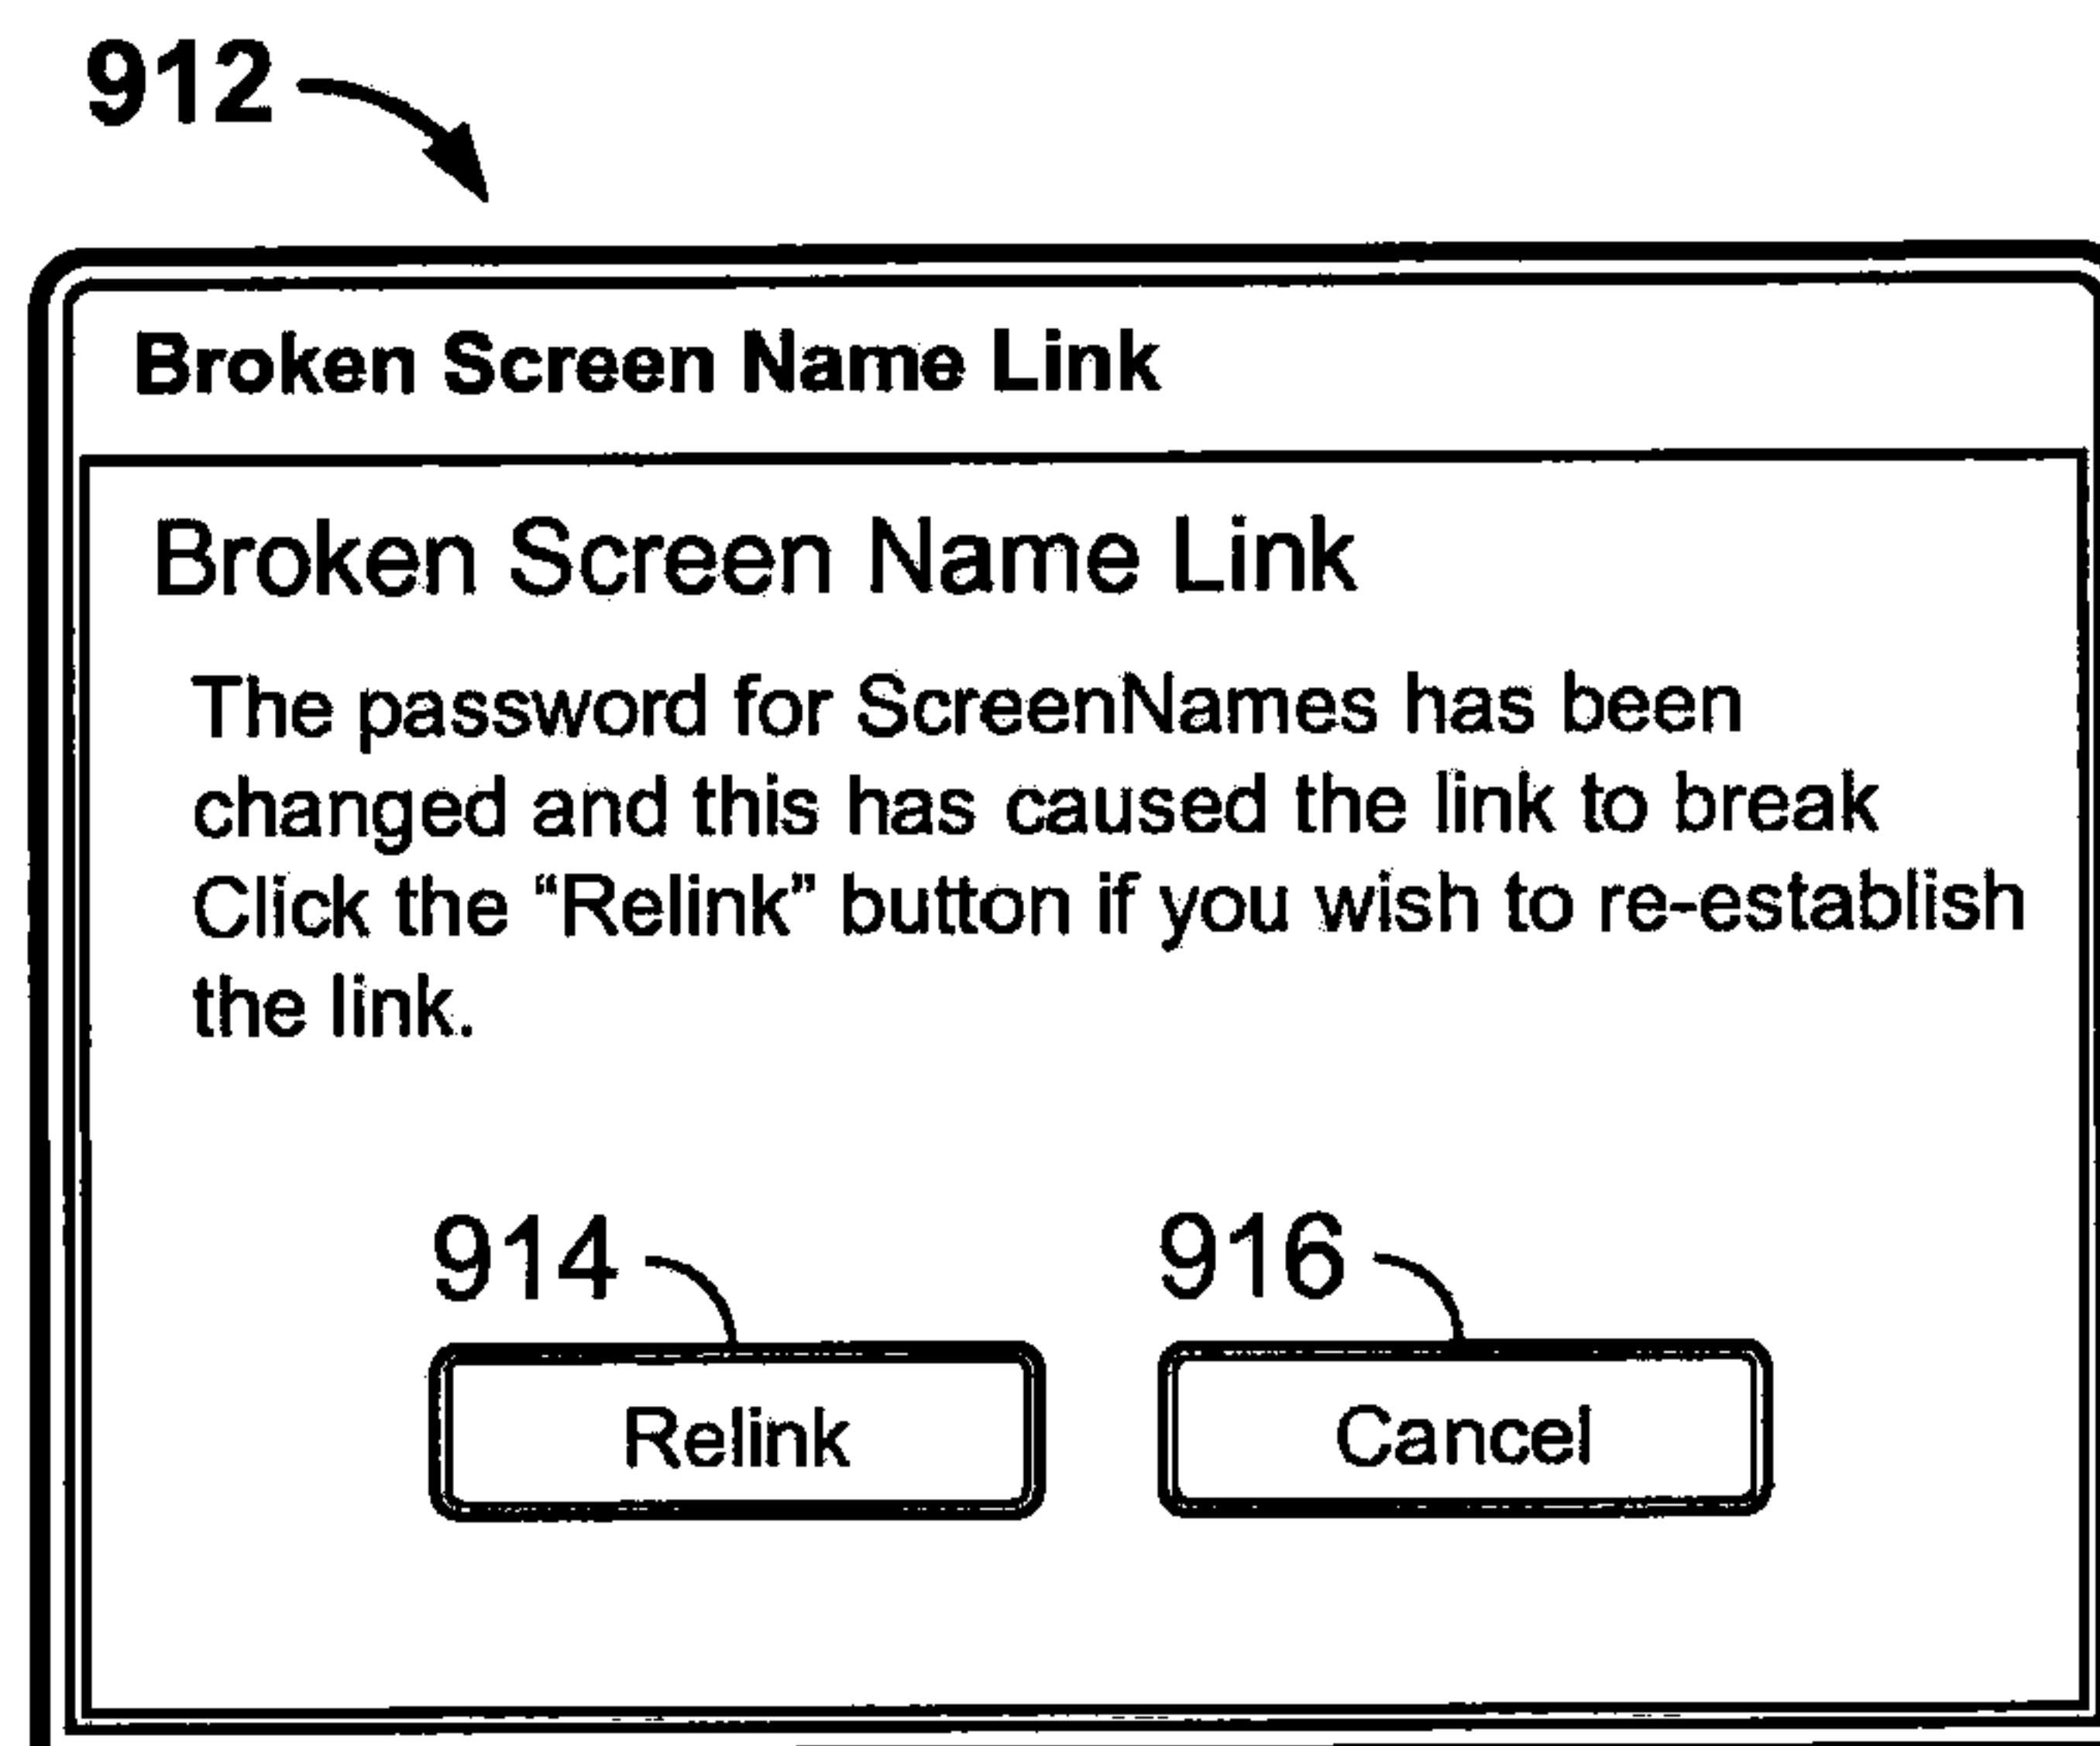 912
Broken Screen Name Link
Broken Screen Name Link
The password for ScreenNames has been
changed and this has caused the link to break
Click the “Relink” button if you wish to re-establish
the link.
914
916
Relink
Cancel